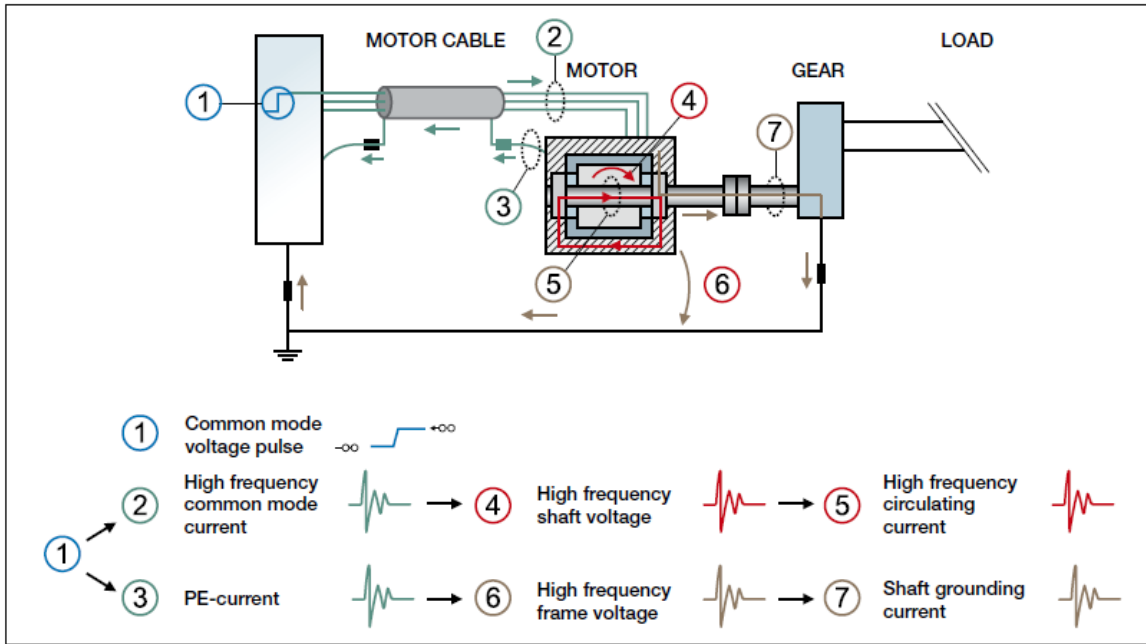 MOTOR CABLE
2
LOAD
MOTOR
GEAR
1
4
7
3
5
6
1
Common mode
voltage pulse
2
High frequency
common mode
current
4
High frequency
shaft voltage
5
High frequency
circulating
current
1
3
PE-current
6
High frequency
frame voltage
7
Shaft grounding
current